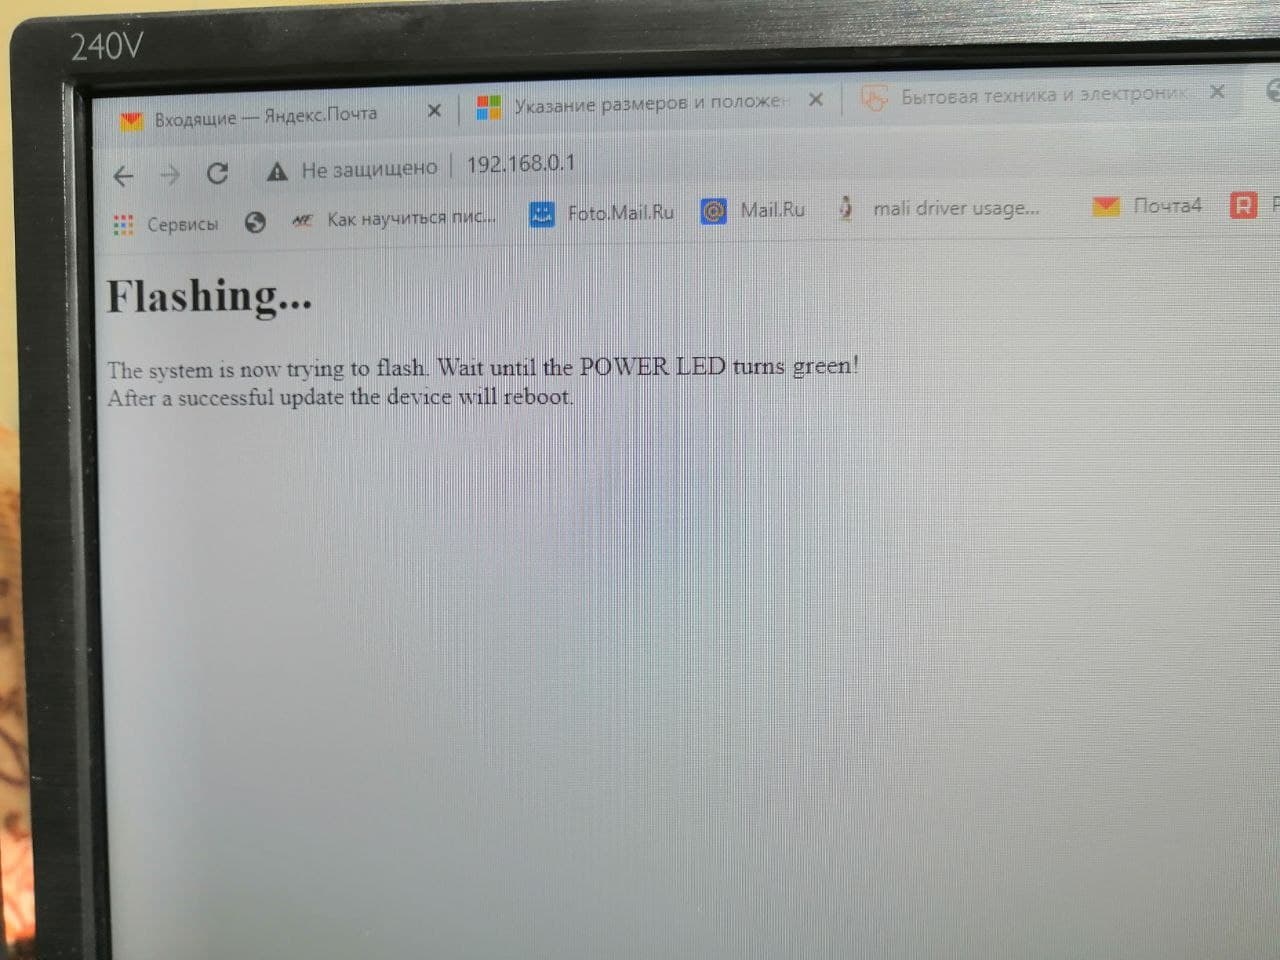 240V
Входящие — Яндекс.Почта
Указание размеров и положен
Бытовая техника и электроник
Не защищено
192.168.0.1
Сервисы
Как научиться пис...
Foto.Mail.Ru
Mail.Ru
mali driver usage...
Почта4
Flashing...
The system is now trying to flash. Wait until the POWER LED turns green!
After a successful update the device will reboot.